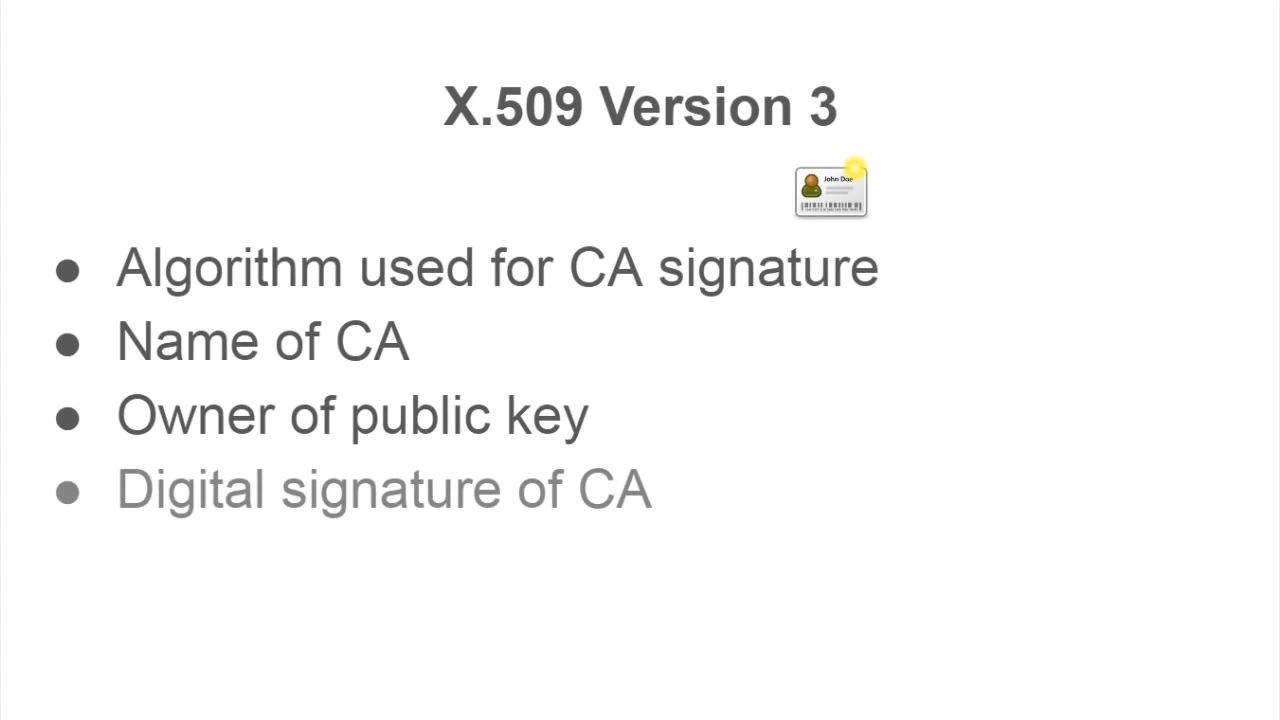 X.509 Version 3
John Doe
● Algorithm used for CA signature
● Name of CA
● Owner of public key
● Digital signature of CA